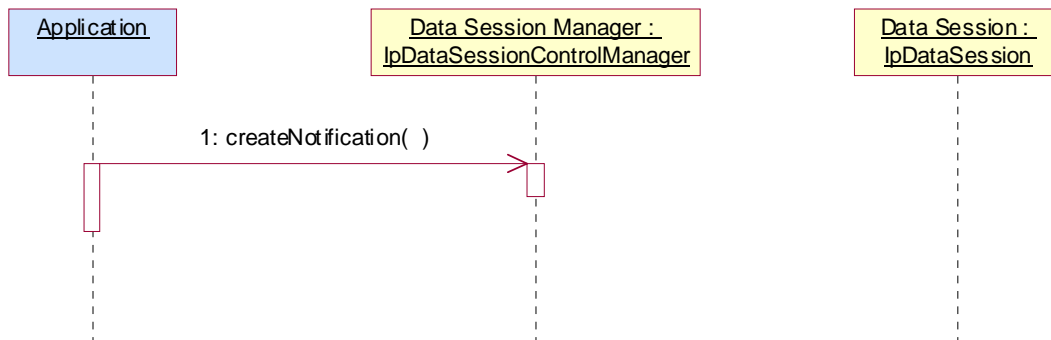 Application
Data Session Manager :
IpDataSessionControlManager
Data Session :
IpDataSession
1: createNotification( )